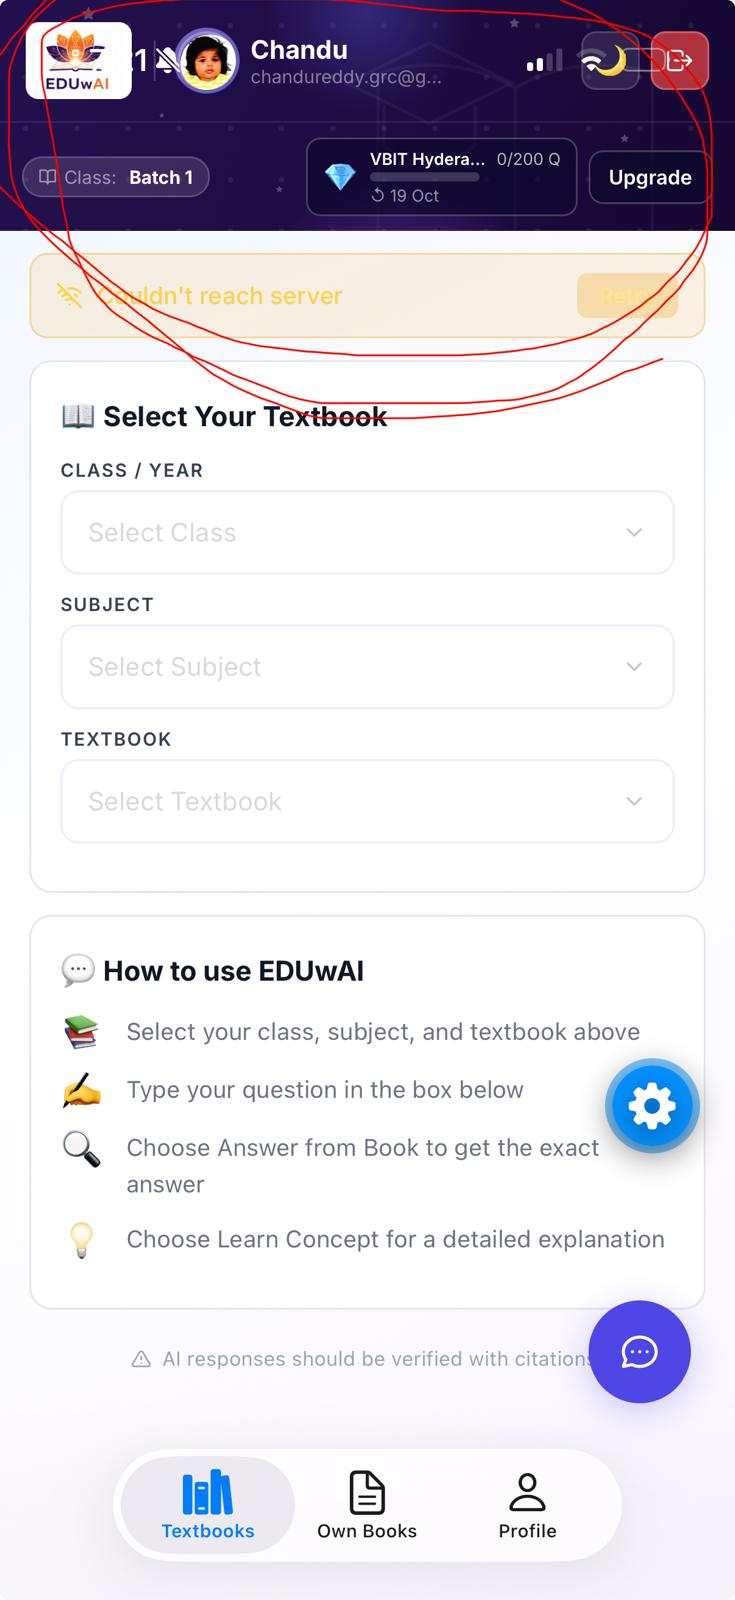 EDUwAI
Chandu
chandureddy.grc@g...
Class: Batch 1
VBIT Hydera... 0/200 Q
19 Oct
Upgrade
Couldn't reach server
Retry
Select Your Textbook
CLASS / YEAR
Select Class
SUBJECT
Select Subject
TEXTBOOK
Select Textbook
How to use EDUwAI
Select your class, subject, and textbook above
Type your question in the box below
Choose Answer from Book to get the exact
answer
Choose Learn Concept for a detailed explanation
AI responses should be verified with citations
Textbooks
Own Books
Profile